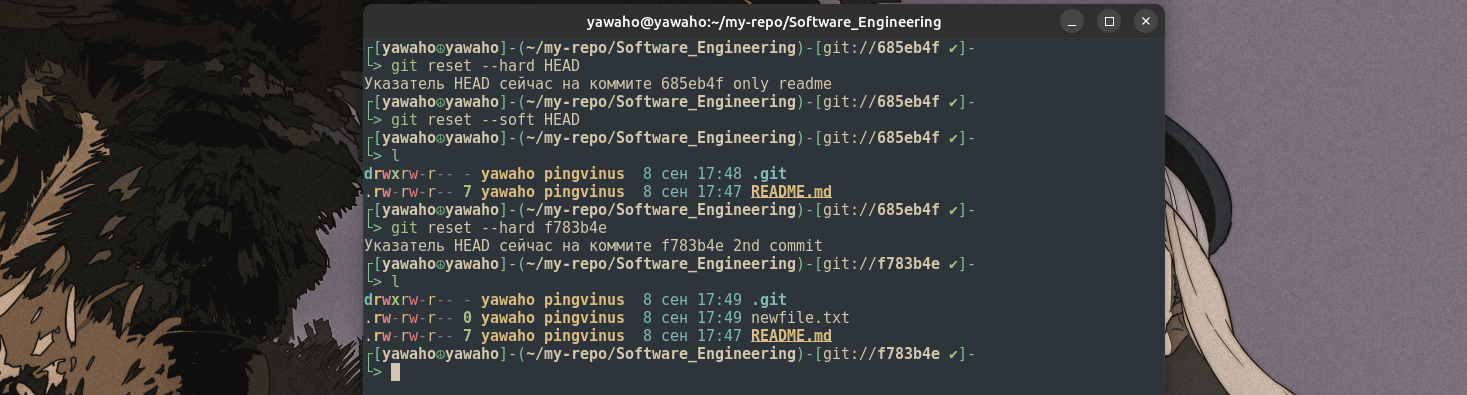 yawaho@yawaho:~/my-repo/Software_Engineering
┌[yawaho☮yawaho]-(~/my-repo/Software_Engineering)-[git://685eb4f ✔]-
└> git reset --hard HEAD
Указатель HEAD сейчас на коммите 685eb4f only readme
┌[yawaho☮yawaho]-(~/my-repo/Software_Engineering)-[git://685eb4f ✔]-
└> git reset --soft HEAD
┌[yawaho☮yawaho]-(~/my-repo/Software_Engineering)-[git://685eb4f ✔]-
└> l
drwxrw-r-- - yawaho pingvinus  8 сен 17:48 .git
.rw-rw-r-- 7 yawaho pingvinus  8 сен 17:47 README.md
┌[yawaho☮yawaho]-(~/my-repo/Software_Engineering)-[git://685eb4f ✔]-
└> git reset --hard f783b4e
Указатель HEAD сейчас на коммите f783b4e 2nd commit
┌[yawaho☮yawaho]-(~/my-repo/Software_Engineering)-[git://f783b4e ✔]-
└> l
drwxrw-r-- - yawaho pingvinus  8 сен 17:49 .git
.rw-rw-r-- 0 yawaho pingvinus  8 сен 17:49 newfile.txt
.rw-rw-r-- 7 yawaho pingvinus  8 сен 17:47 README.md
┌[yawaho☮yawaho]-(~/my-repo/Software_Engineering)-[git://f783b4e ✔]-
└>